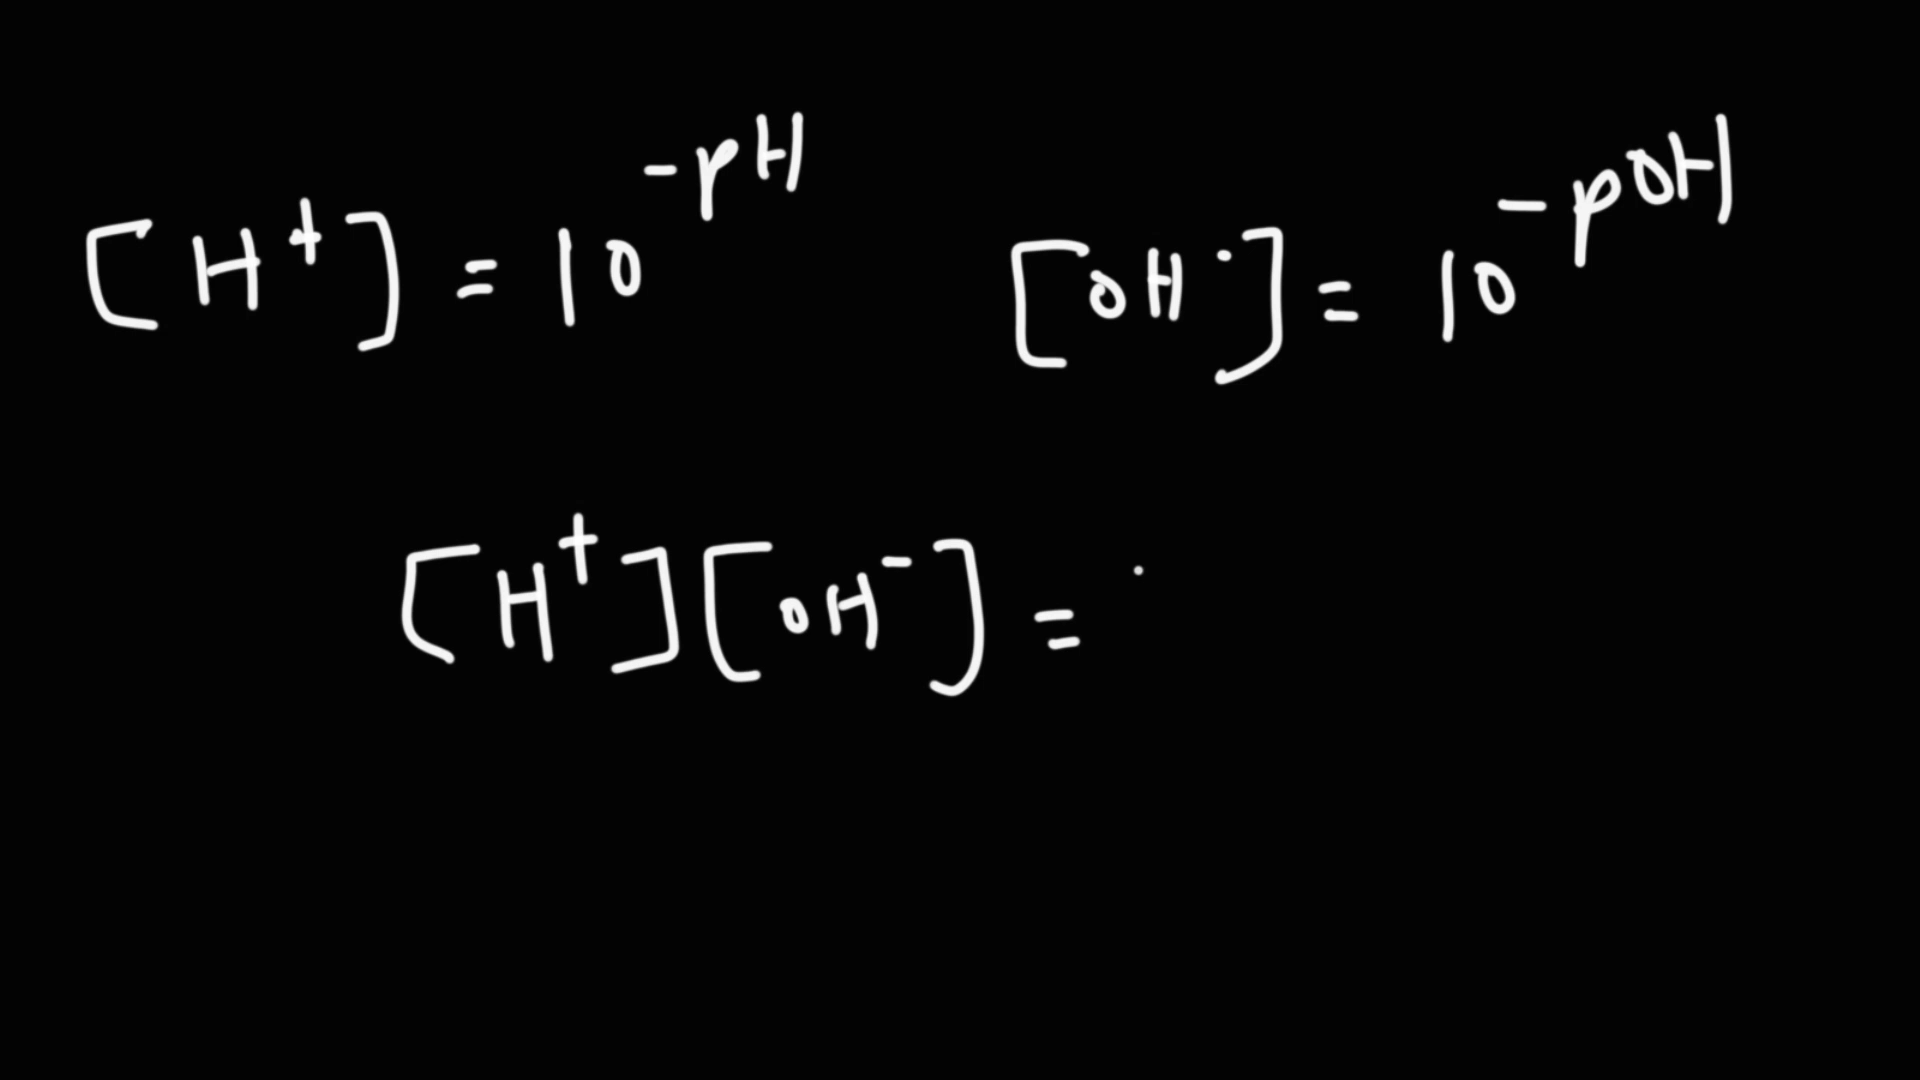 [H⁺] = 10^-pH [OH⁻] = 10^-pOH
[H⁺][OH⁻] =